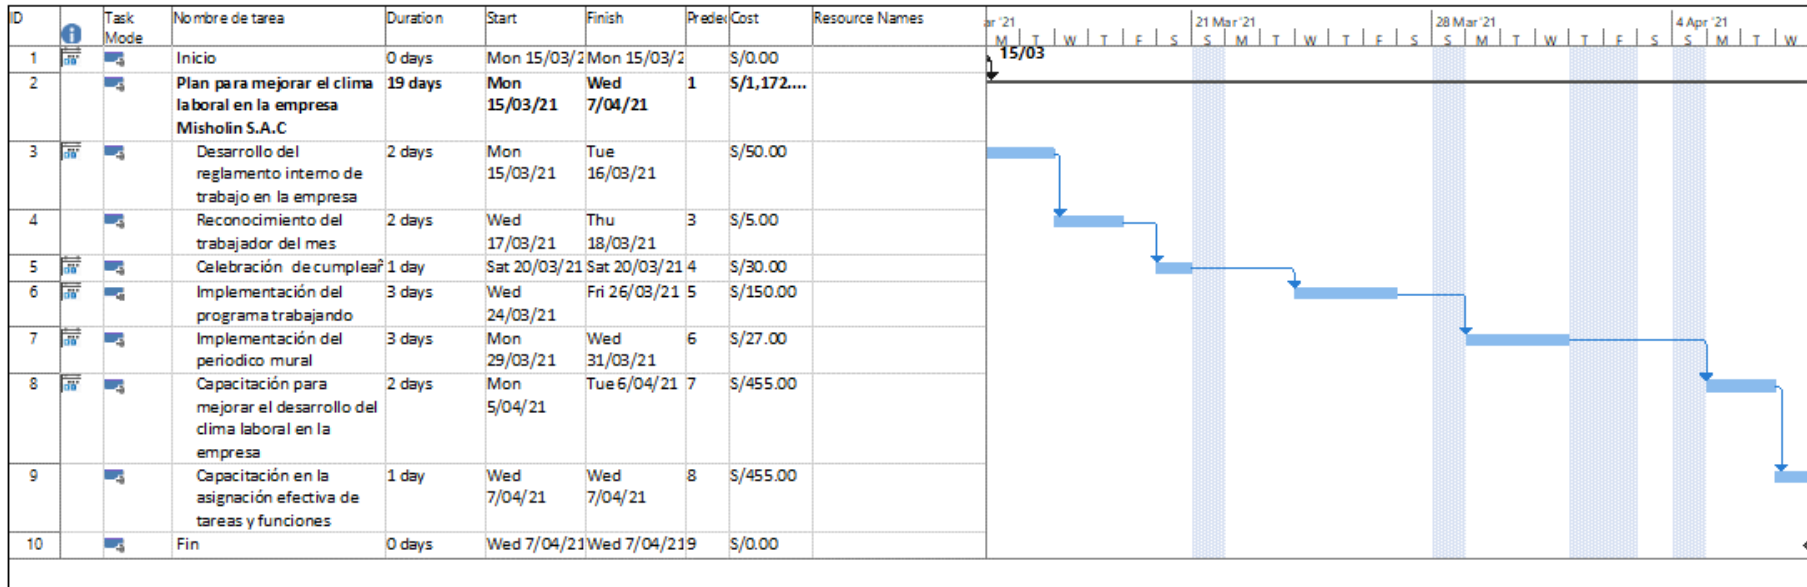 ID Task Mode Nombre de tarea Duration Start Finish Predec Cost Resource Names
1 Inicio 0 days Mon 15/03/2 Mon 15/03/2 S/0.00
2 Plan para mejorar el clima 19 days Mon Wed 1 S/1,172....
laboral en la empresa 15/03/21 7/04/21
Misholin S.A.C
3 Desarrollo del 2 days Mon Tue S/50.00
reglamento interno de 15/03/21 16/03/21
trabajo en la empresa
4 Reconocimiento del 2 days Wed Thu 3 S/5.00
trabajador del mes 17/03/21 18/03/21
5 Celebración de cumpleañ 1 day Sat 20/03/21 Sat 20/03/21 4 S/30.00
6 Implementación del 3 days Wed Fri 26/03/21 5 S/150.00
programa trabajando 24/03/21
7 Implementación del 3 days Mon Wed 6 S/27.00
periodico mural 29/03/21 31/03/21
8 Capacitación para 2 days Mon Tue 6/04/21 7 S/455.00
mejorar el desarrollo del 5/04/21
clima laboral en la
empresa
9 Capacitación en la 1 day Wed Wed 8 S/455.00
asignación efectiva de 7/04/21 7/04/21
tareas y funciones
10 Fin 0 days Wed 7/04/21 Wed 7/04/21 9 S/0.00
ar '21 21 Mar '21 28 Mar '21 4 Apr '21
M T W T F S S M T W T F S S M T W T F S S M T W
15/03